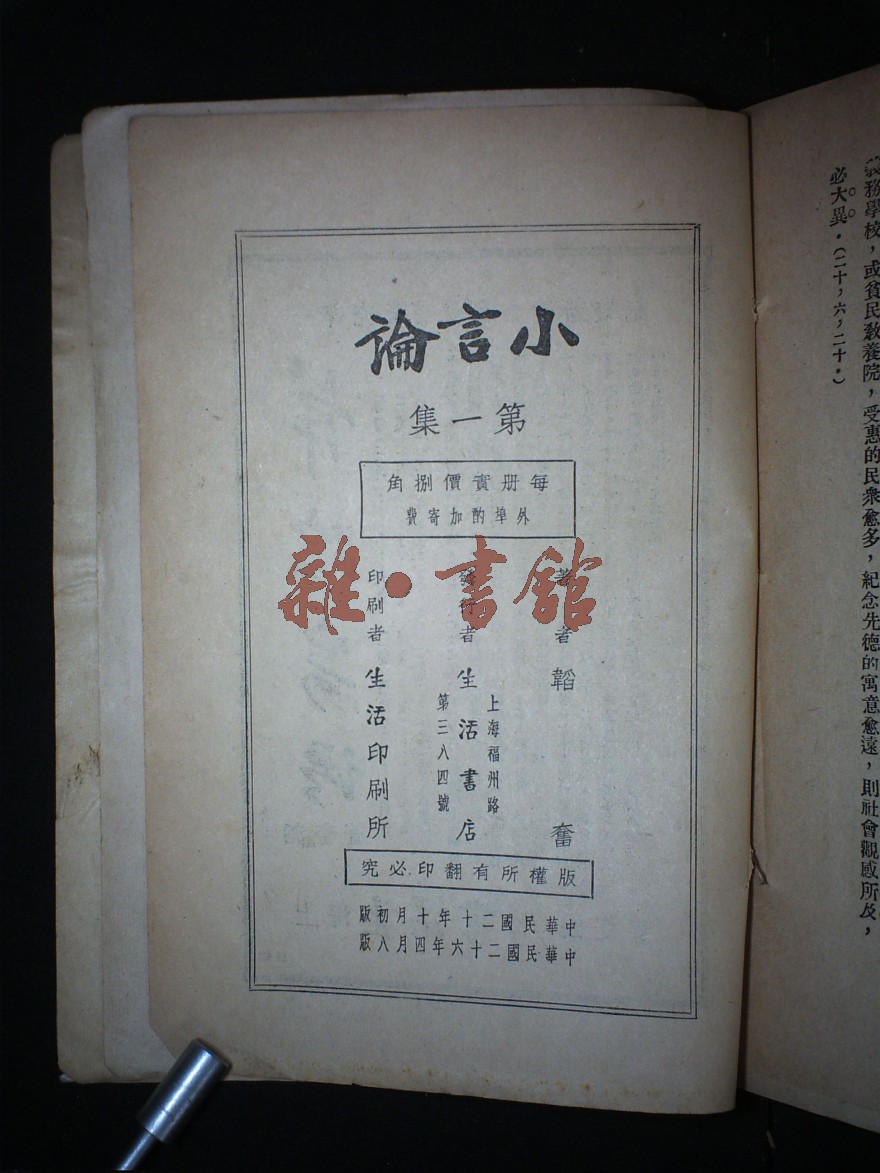 義務學校，或貧民教養院，受惠的民衆愈多，紀念先德的寓意愈遠，則社會觀感所及，
必大異。（二十，六，二十。）
小言論
第一集
每册實價捌角
外埠酌加寄費
著者 韜奮
發行者 生活書店
上海福州路
第三八四號
印刷者 生活印刷所
雜·書館
版權所有翻印必究
中華民國二十年十月初版
中華民國二十六年四月八版